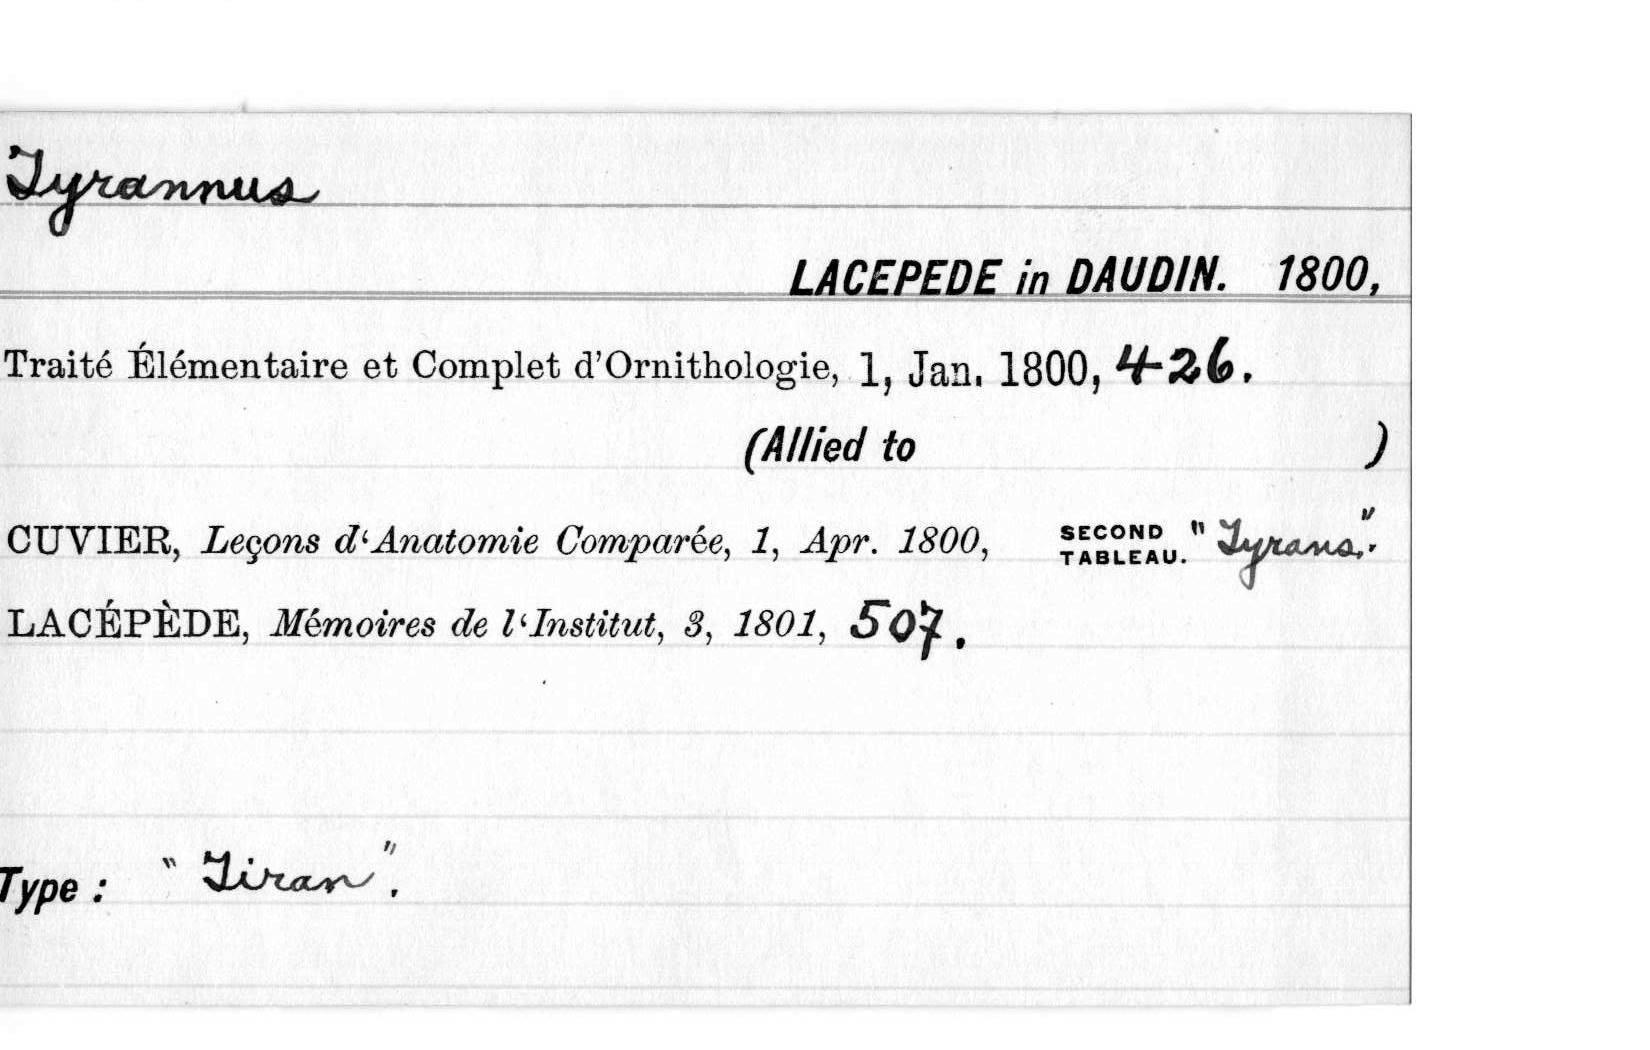 Tyrannus
LACEPEDE in DAUDIN. 1800,
Traité Élémentaire et Complet d'Ornithologie, 1, Jan. 1800, 426.
(Allied to )
CUVIER, Leçons d‘Anatomie Comparée, 1, Apr. 1800, SECOND TABLEAU. "Tyrans".
LACÉPÈDE, Mémoires de l‘Institut, 3, 1801, 507.
Type : "Tiran".